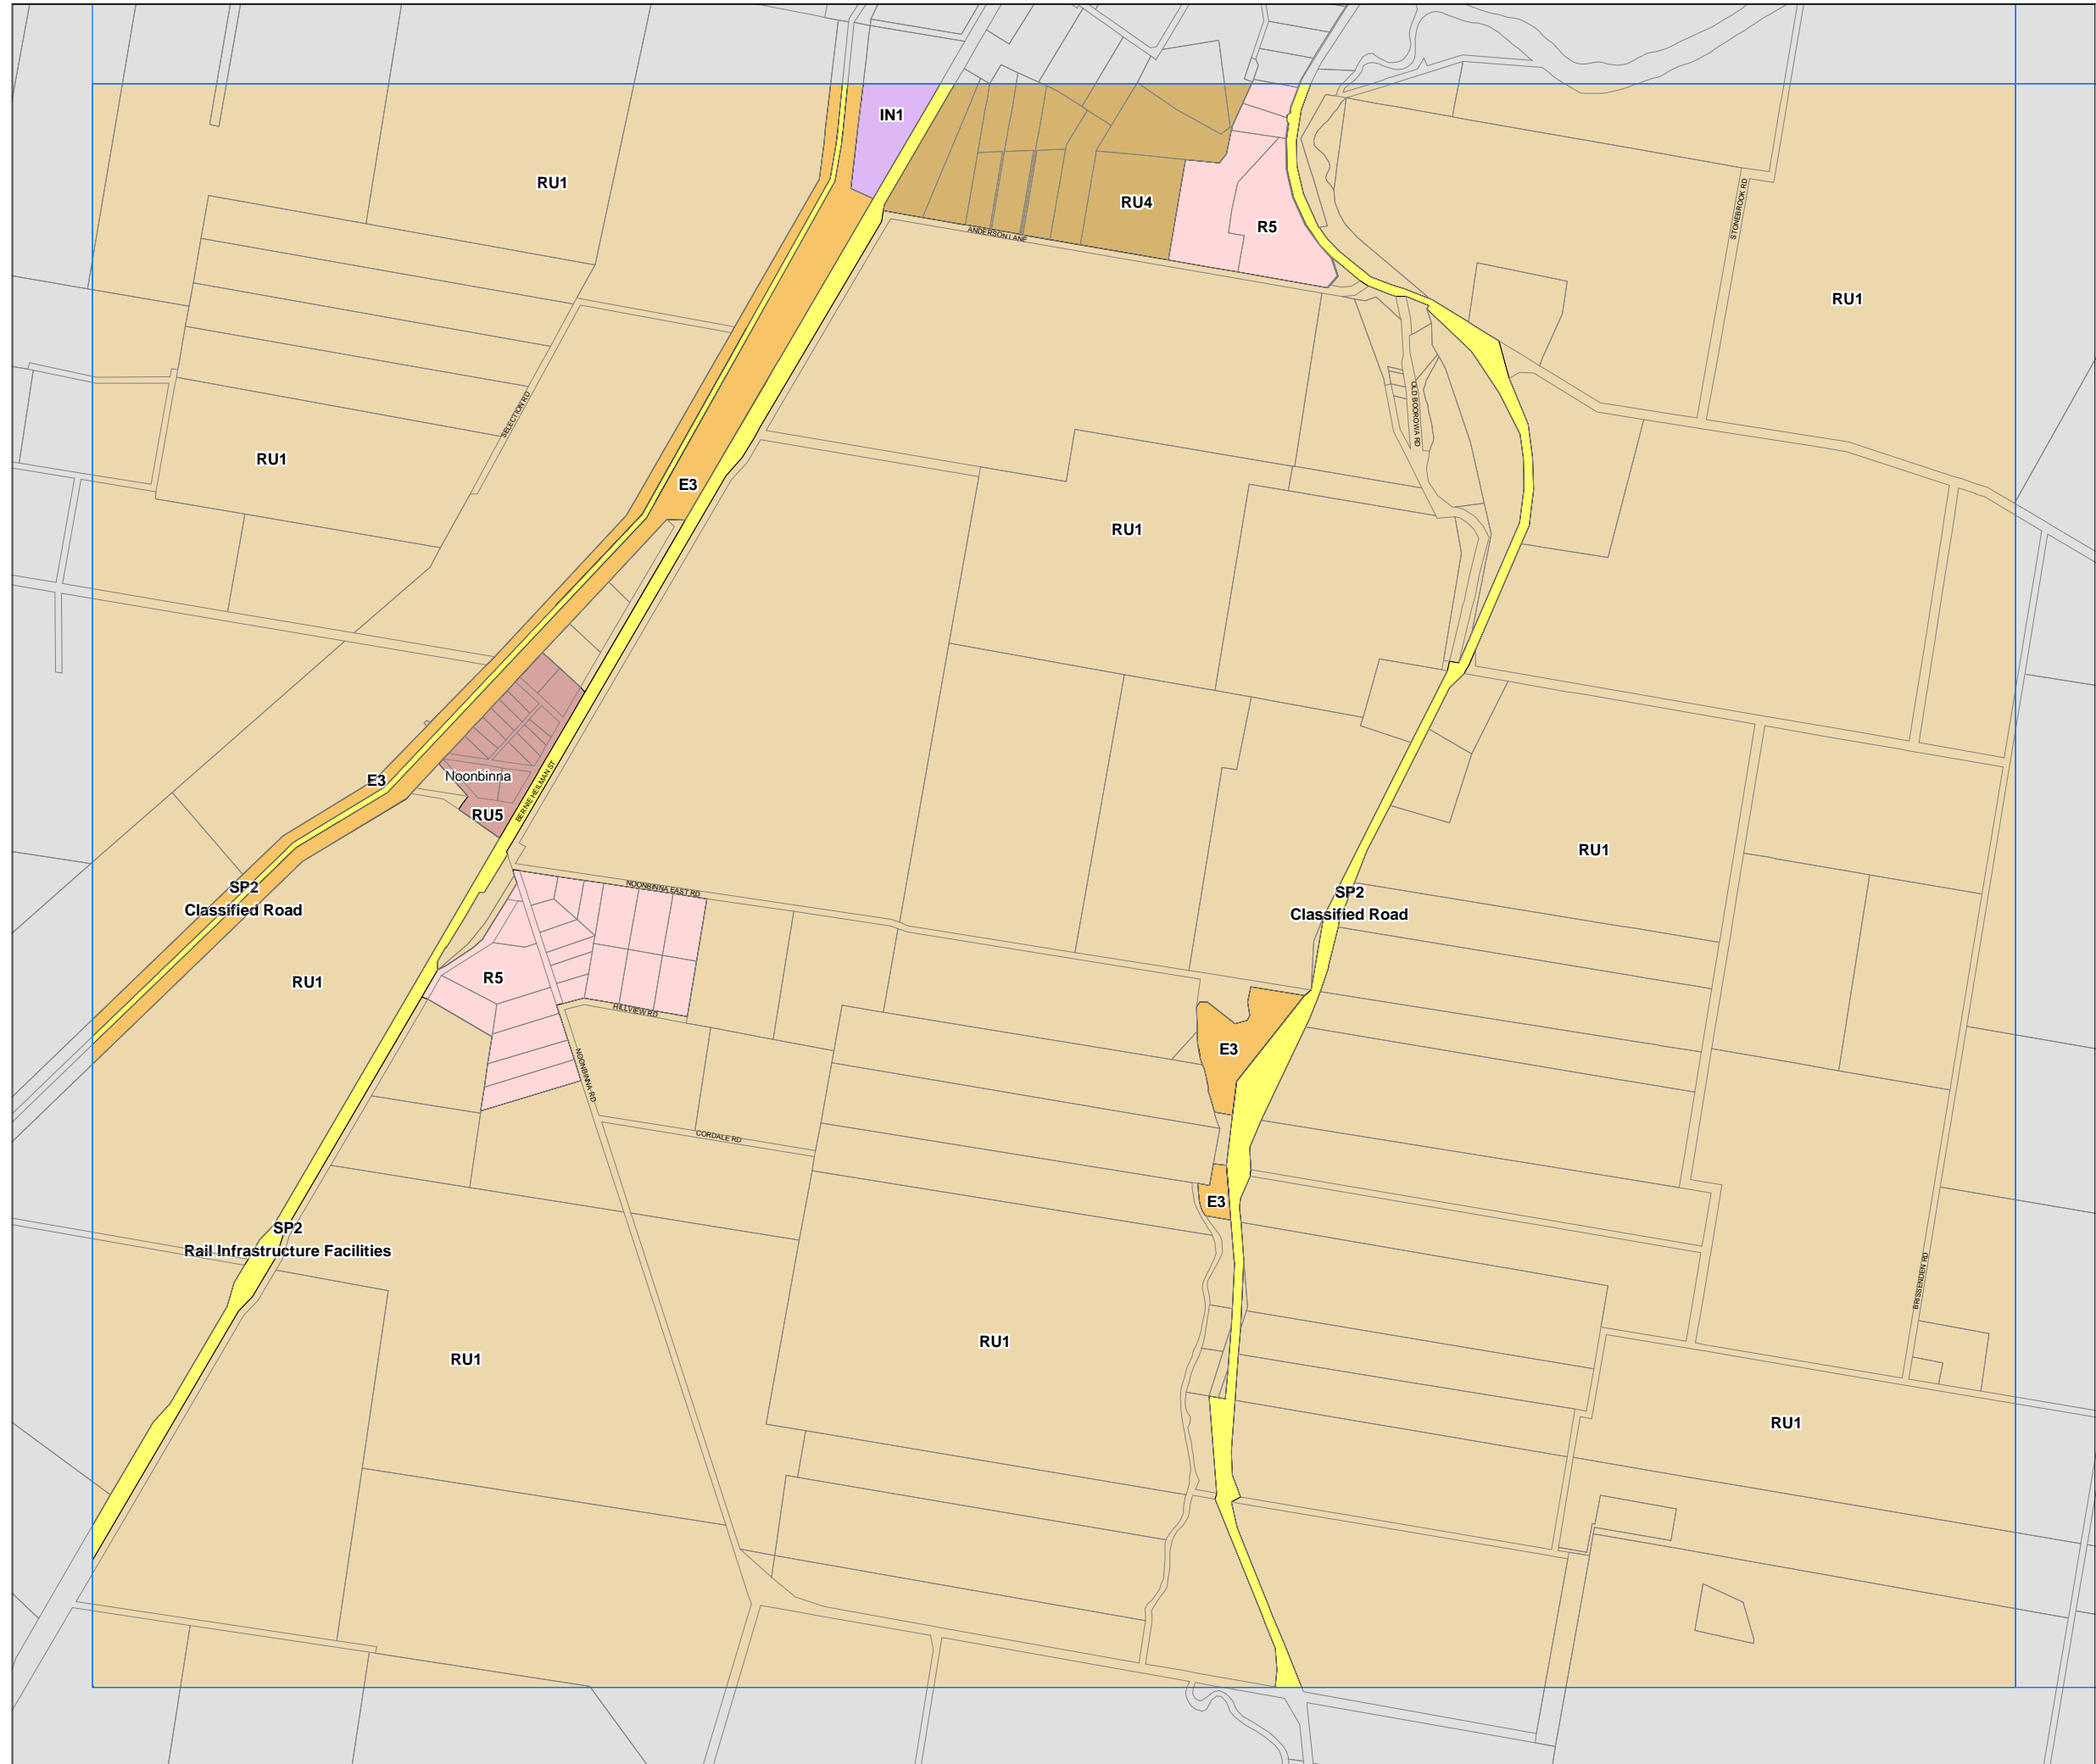 IN1
RU1
RU4
STONEBROOK RD
R5
ANDERSON LANE
RU1
SELECTION RD
OLD BOOROWA RD
RU1
E3
RU1
Noonbinna
E3
BERNIE HEILMAN ST
RU5
RU1
SP2
Classified Road
NOONBINNA EAST RD
SP2
Classified Road
R5
RU1
HILLVIEW RD
E3
NOONBINNA RD
CORDALE RD
E3
SP2
Rail Infrastructure Facilities
BRISSENDEN RD
RU1
RU1
RU1